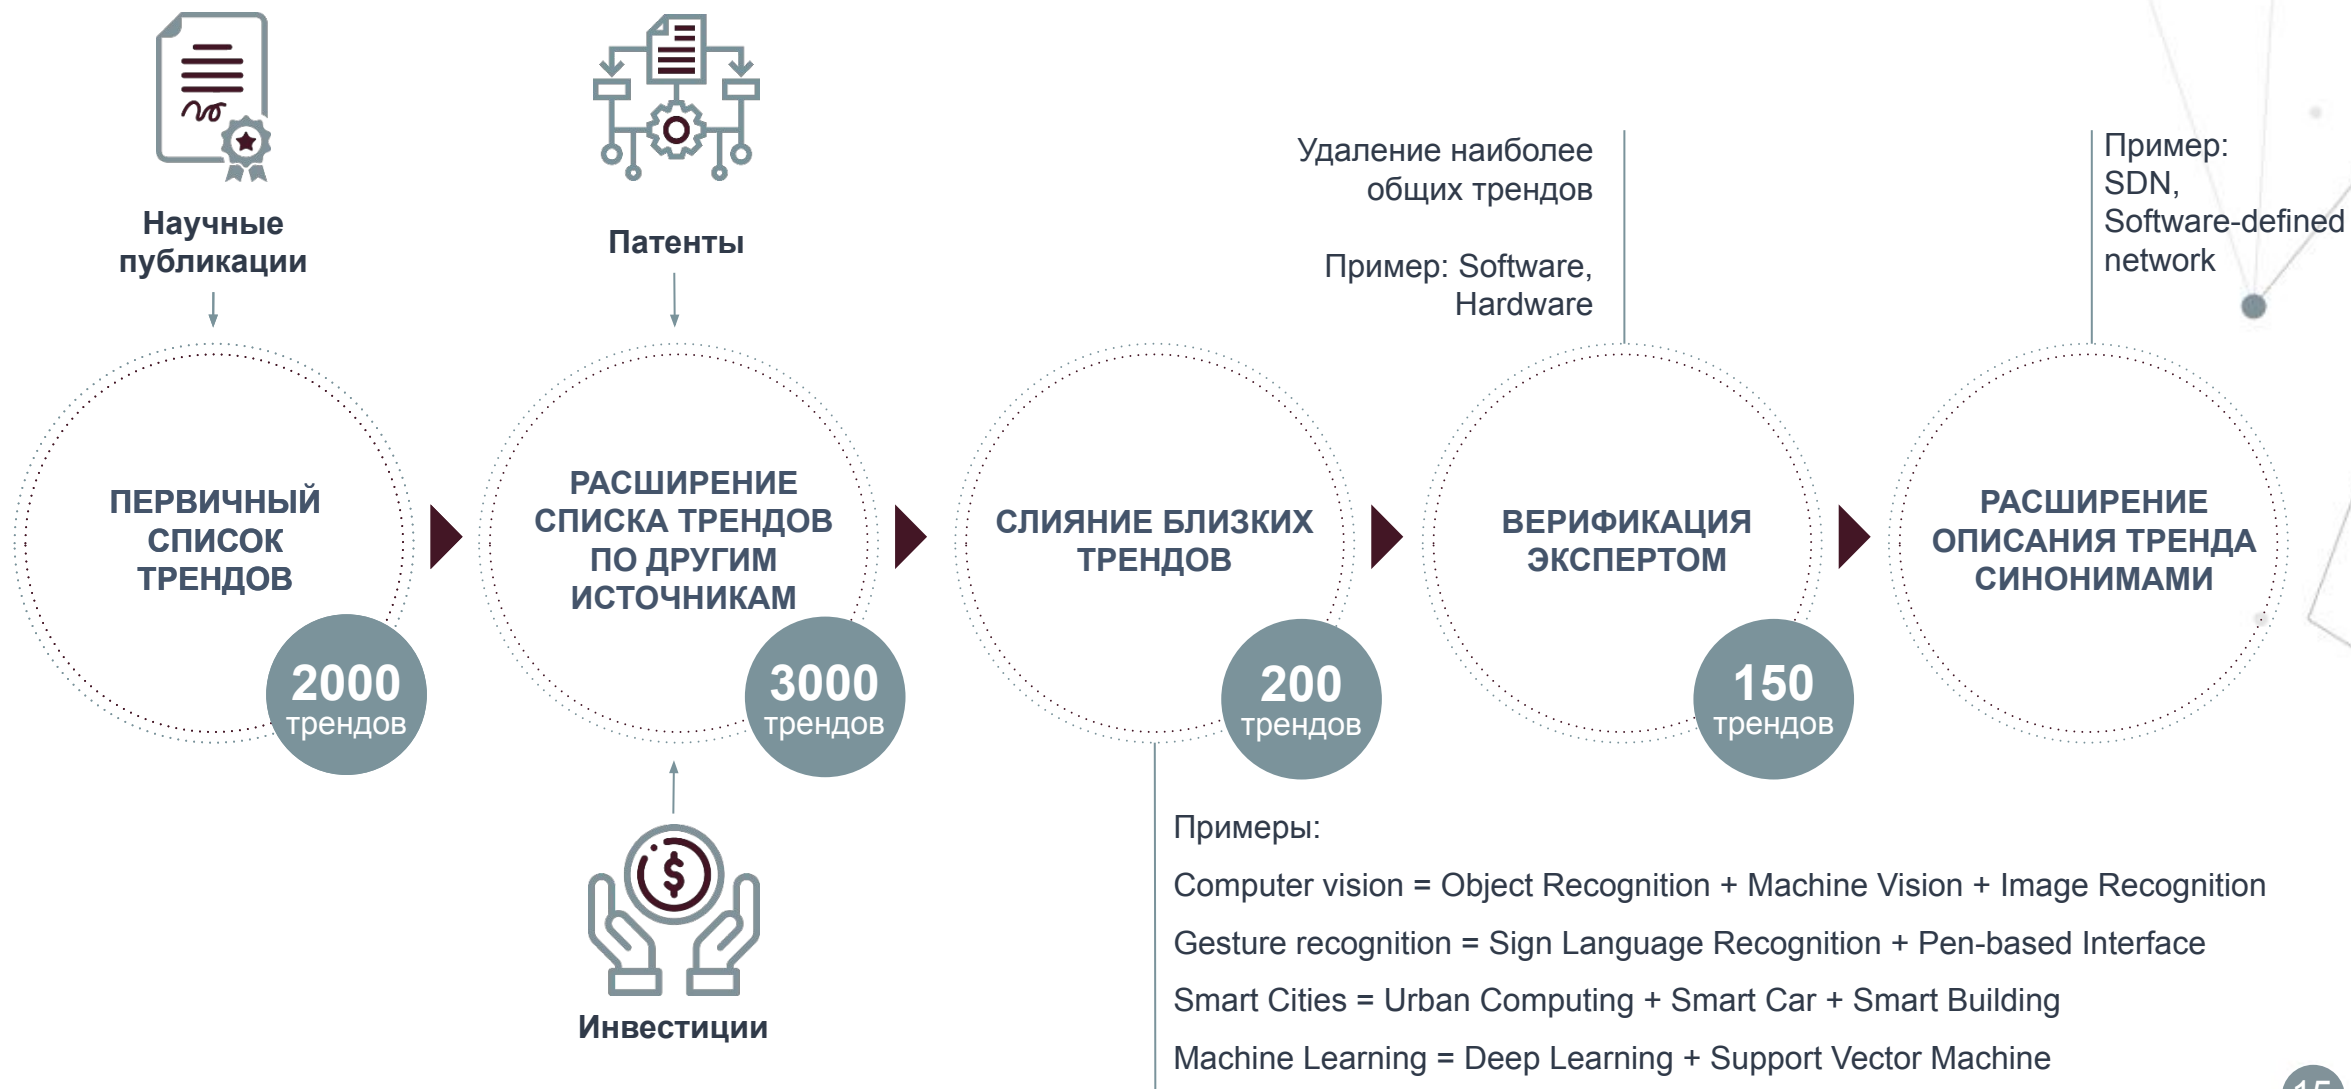 Научные
публикации
Патенты
Удаление наиболее
общих трендов
Пример: Software,
Hardware
Пример:
SDN,
Software-defined
network
ПЕРВИЧНЫЙ
СПИСОК
ТРЕНДОВ
2000
трендов
РАСШИРЕНИЕ
СПИСКА ТРЕНДОВ
ПО ДРУГИМ
ИСТОЧНИКАМ
3000
трендов
СЛИЯНИЕ БЛИЗКИХ
ТРЕНДОВ
200
трендов
ВЕРИФИКАЦИЯ
ЭКСПЕРТОМ
150
трендов
РАСШИРЕНИЕ
ОПИСАНИЯ ТРЕНДА
СИНОНИМАМИ
Инвестиции
Примеры:
Computer vision = Object Recognition + Machine Vision + Image Recognition
Gesture recognition = Sign Language Recognition + Pen-based Interface
Smart Cities = Urban Computing + Smart Car + Smart Building
Machine Learning = Deep Learning + Support Vector Machine